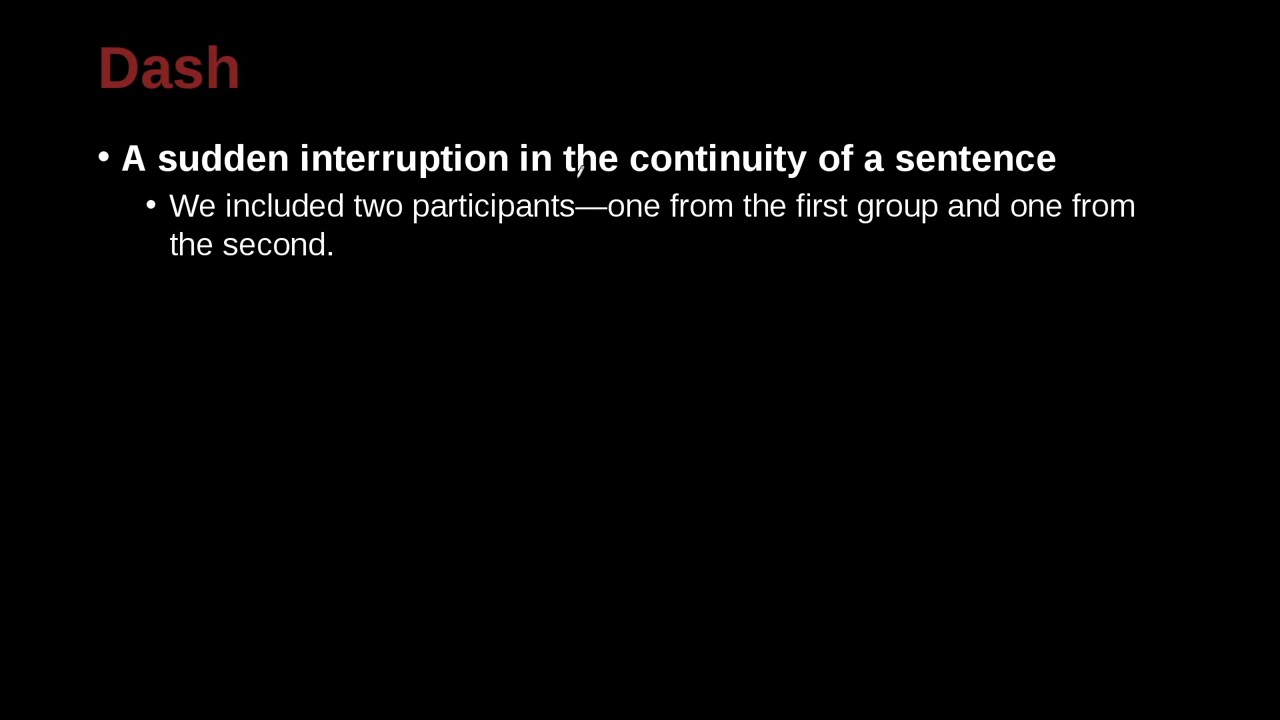 Dash
• A sudden interruption in the continuity of a sentence
• We included two participants—one from the first group and one from
the second.